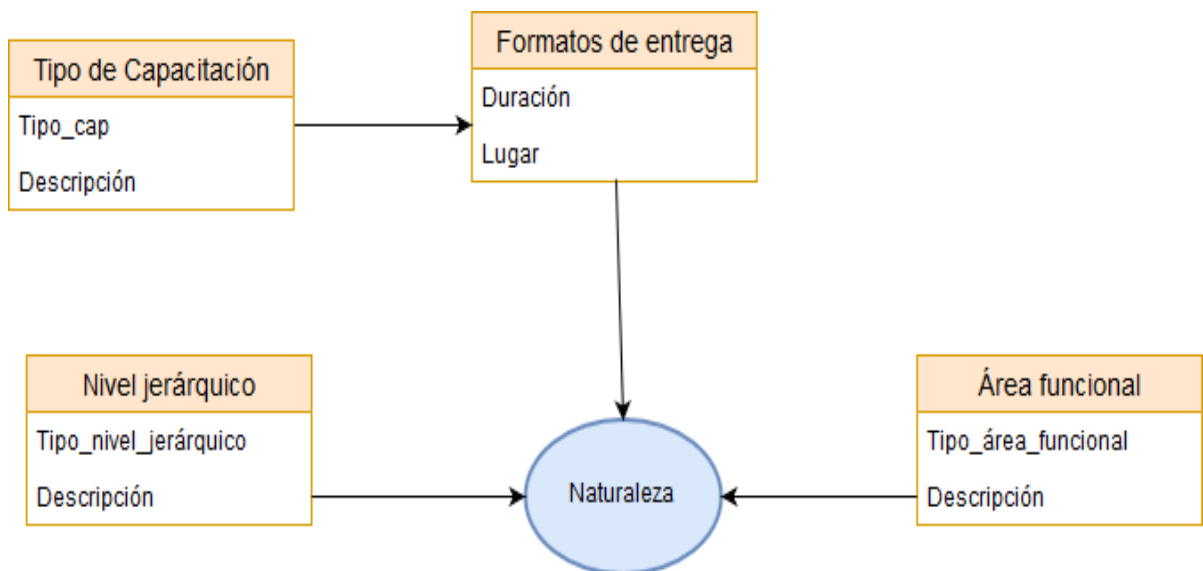 Tipo de Capacitación
Tipo_cap
Descripción
Formatos de entrega
Duración
Lugar
Nivel jerárquico
Tipo_nivel_jerárquico
Descripción
Naturaleza
Área funcional
Tipo_área_funcional
Descripción